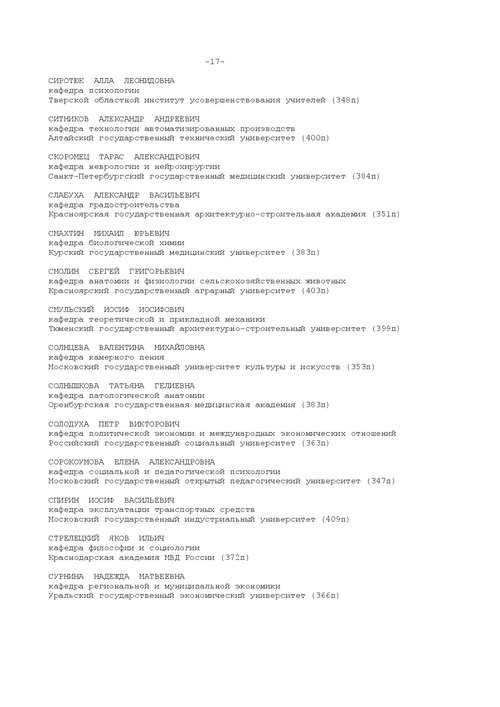 -17-
СИРОТЮК АЛЛА ЛЕОНИДОВНА
кафедра психологии
Тверской областной институт усовершенствования учителей (348п)
СИТНИКОВ АЛЕКСАНДР АНДРЕЕВИЧ
кафедра технологии автоматизированных производств
Алтайский государственный технический университет (400п)
СКОРОМЕЦ ТАРАС АЛЕКСАНДРОВИЧ
кафедра неврологии и нейрохирургии
Санкт-Петербургский государственный медицинский университет (384п)
СЛАБУХА АЛЕКСАНДР ВАСИЛЬЕВИЧ
кафедра градостроительства
Красноярская государственная архитектурно-строительная академия (351п)
СМАХТИН МИХАИЛ ЮРЬЕВИЧ
кафедра биологической химии
Курский государственный медицинский университет (383п)
СМОЛИН СЕРГЕЙ ГРИГОРЬЕВИЧ
кафедра анатомии и физиологии сельскохозяйственных животных
Красноярский государственный аграрный университет (403п)
СМУЛЬСКИЙ ИОСИФ ИОСИФОВИЧ
кафедра теоретической и прикладной механики
Тюменский государственный архитектурно-строительный университет (399п)
СОЛНЦЕВА ВАЛЕНТИНА МИХАЙЛОВНА
кафедра камерного пения
Московский государственный университет культуры и искусств (353п)
СОЛНЫШКОВА ТАТЬЯНА ГЕЛИЕВНА
кафедра патологической анатомии
Оренбургская государственная медицинская академия (383п)
СОЛОДУХА ПЕТР ВИКТОРОВИЧ
кафедра политической экономии и международных экономических отношений
Российский государственный социальный университет (363п)
СОРОКОУМОВА ЕЛЕНА АЛЕКСАНДРОВНА
кафедра социальной и педагогической психологии
Московский государственный открытый педагогический университет (347п)
СПИРИН ИОСИФ ВАСИЛЬЕВИЧ
кафедра эксплуатации транспортных средств
Московский государственный индустриальный университет (409п)
СТРЕЛЕЦКИЙ ЯКОВ ИЛЬИЧ
кафедра философии и социологии
Краснодарская академия МВД России (372п)
СУРНИНА НАДЕЖДА МАТВЕЕВНА
кафедра региональной и муниципальной экономики
Уральский государственный экономический университет (366п)